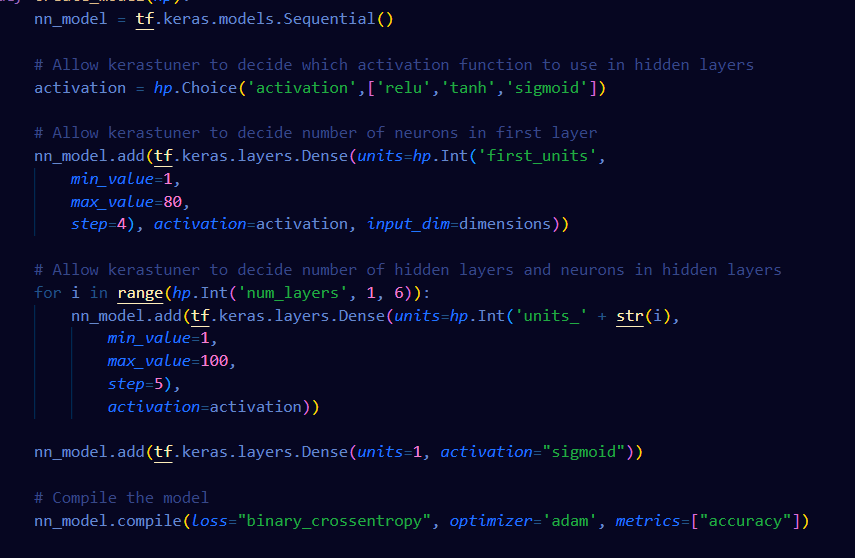 nn_model = tf.keras.models.Sequential()
# Allow kerastuner to decide which activation function to use in hidden layers
activation = hp.Choice('activation',['relu','tanh','sigmoid'])
# Allow kerastuner to decide number of neurons in first layer
nn_model.add(tf.keras.layers.Dense(units=hp.Int('first_units',
min_value=1,
max_value=80,
step=4), activation=activation, input_dim=dimensions))
# Allow kerastuner to decide number of hidden layers and neurons in hidden layers
for i in range(hp.Int('num_layers', 1, 6)):
nn_model.add(tf.keras.layers.Dense(units=hp.Int('units_' + str(i),
min_value=1,
max_value=100,
step=5),
activation=activation))
nn_model.add(tf.keras.layers.Dense(units=1, activation="sigmoid"))
# Compile the model
nn_model.compile(loss="binary_crossentropy", optimizer='adam', metrics=["accuracy"])